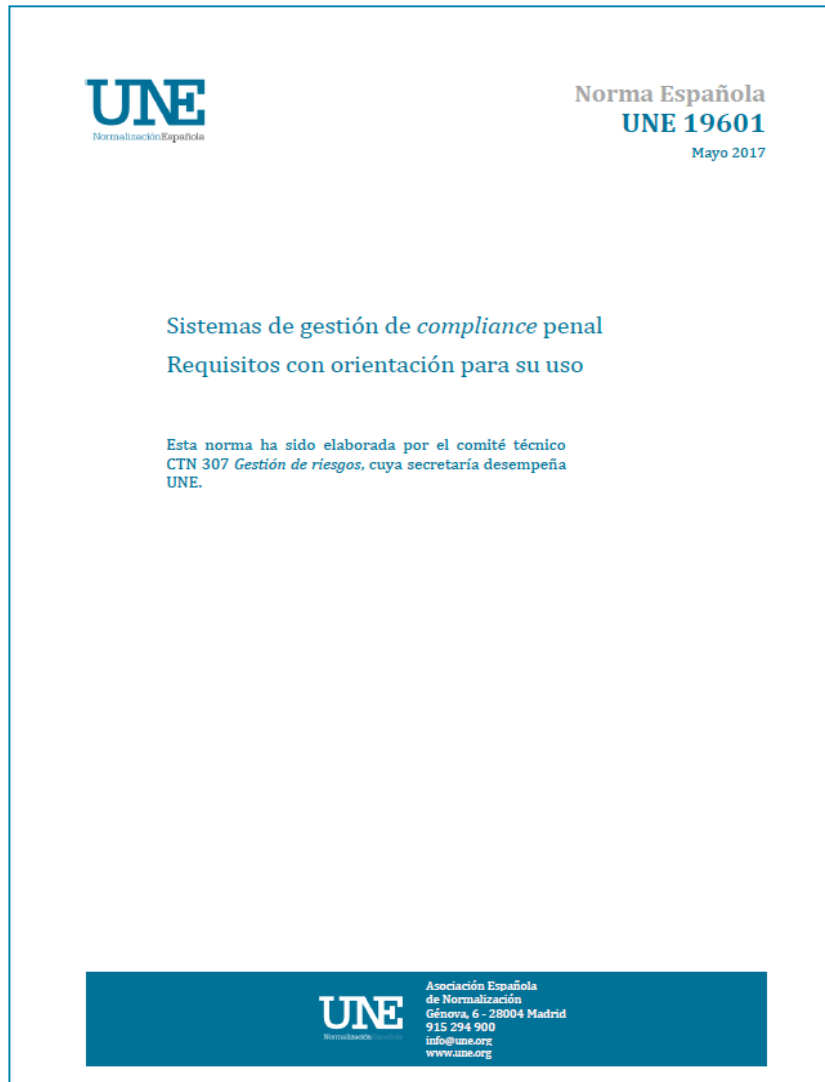 UNE
NormalizaciónEspañola
Norma Española
UNE 19601
Mayo 2017
Sistemas de gestión de compliance penal
Requisitos con orientación para su uso
Esta norma ha sido elaborada por el comité técnico
CTN 307 Gestión de riesgos, cuya secretaría desempeña
UNE.
UNE
NormalizaciónEspañola
Asociación Española
de Normalización
Génova, 6 - 28004 Madrid
915 294 900
info@une.org
www.une.org